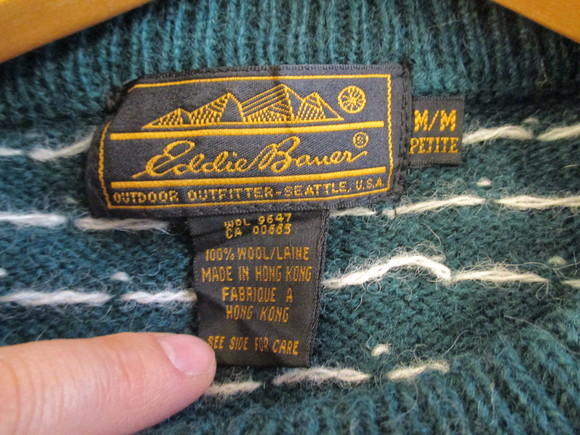 Eddie Bauer®
OUTDOOR OUTFITTER-SEATTLE, U.S.A.
M/M
PETITE
WPL 9647
CA 00665
100% WOOL/LAINE
MADE IN HONG KONG
FABRIQUE A
HONG KONG
SEE SIDE FOR CARE